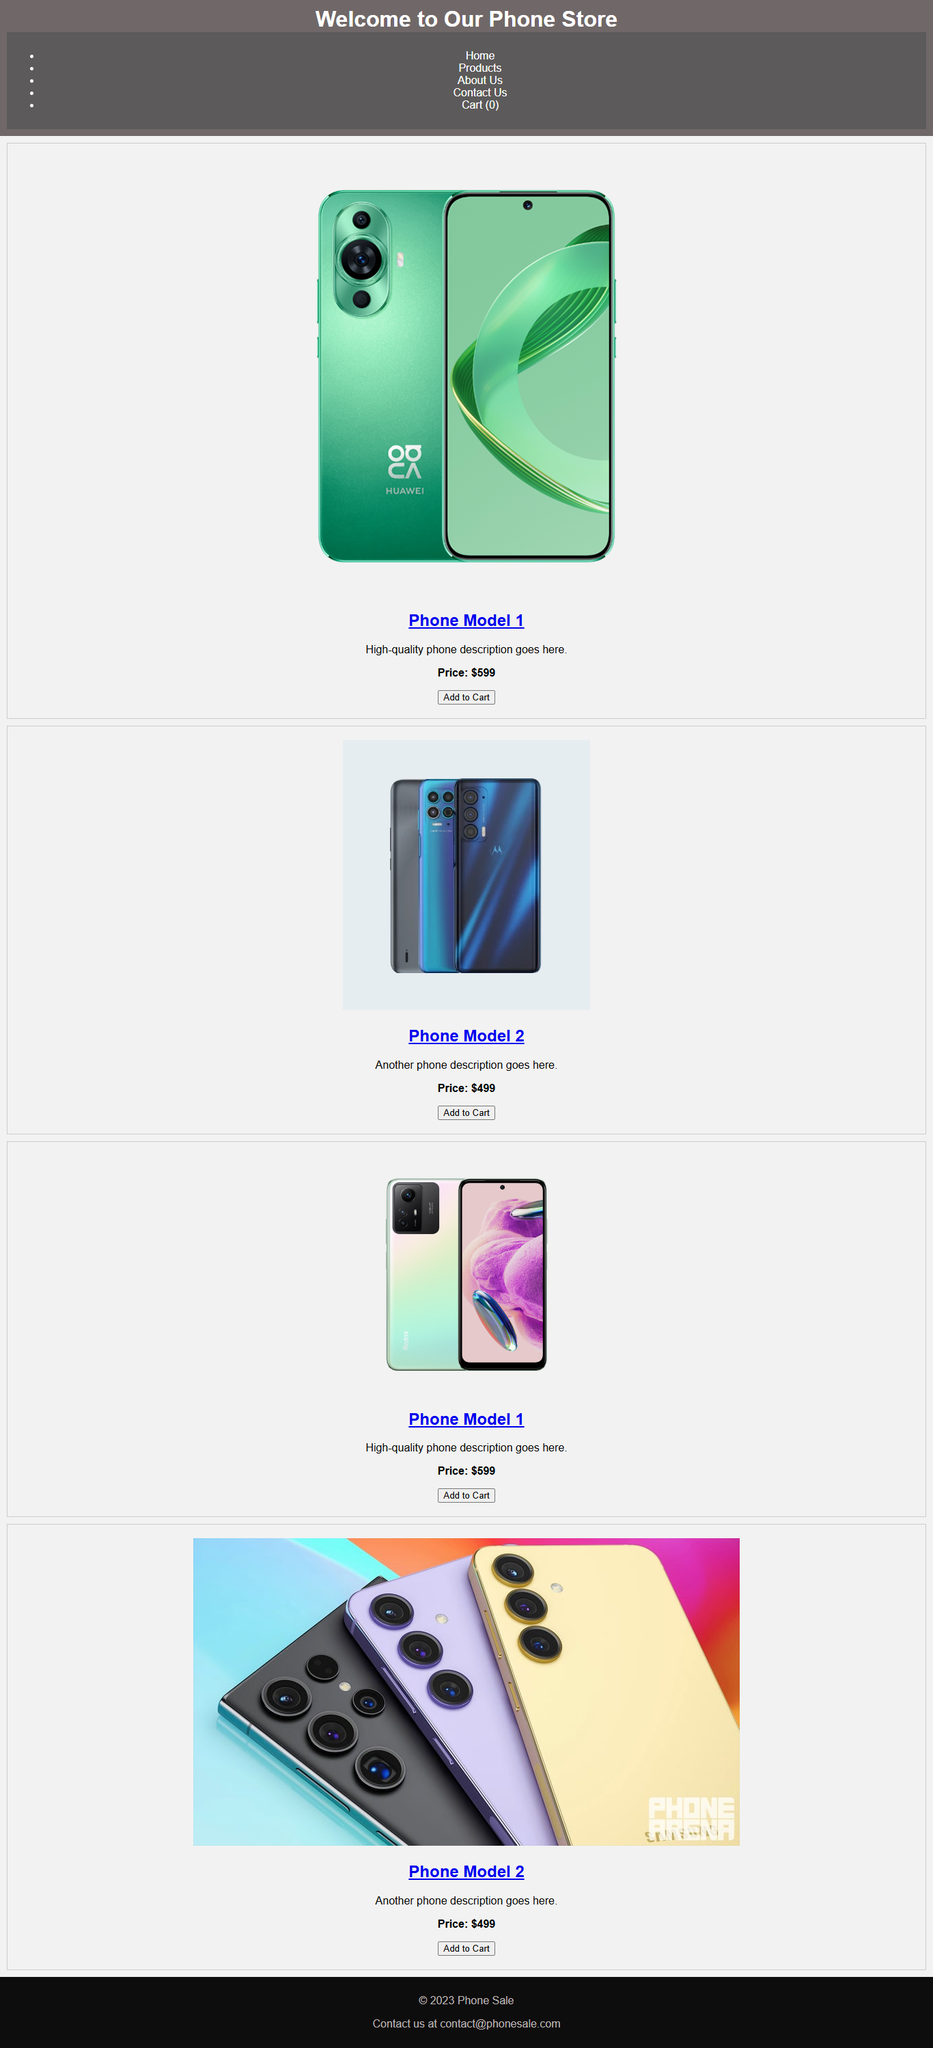 Welcome to Our Phone Store
Home
Products
About Us
Contact Us
Cart (0)
HUAWEI
Phone Model 1
High-quality phone description goes here.
Price: $599
Add to Cart
Phone Model 2
Another phone description goes here.
Price: $499
Add to Cart
Phone Model 1
High-quality phone description goes here.
Price: $599
Add to Cart
PHONE
ARENA
Phone Model 2
Another phone description goes here.
Price: $499
Add to Cart
© 2023 Phone Sale
Contact us at contact@phonesale.com